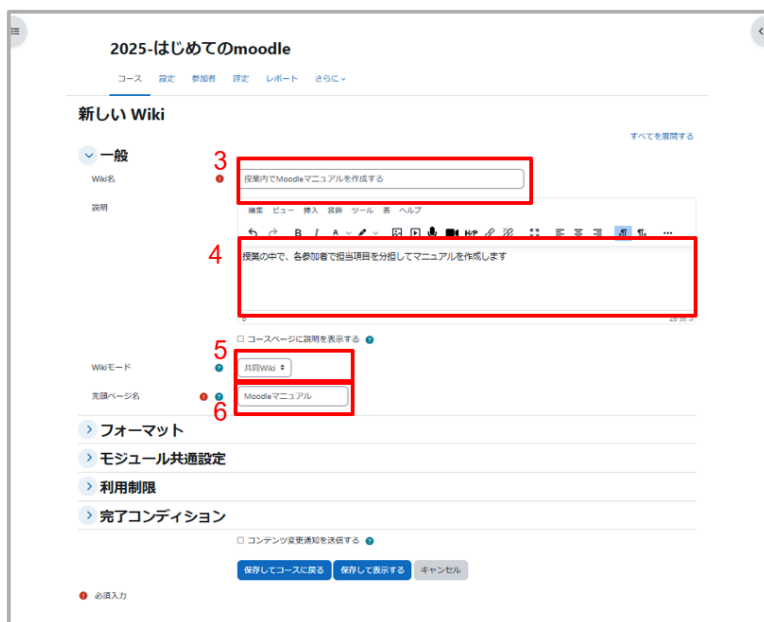 2025-はじめてのmoodle
コース 設定 参加者 評定 レポート さらに
新しい Wiki
すべてを展開する
一般
3
Wiki名
授業内でMoodleマニュアルを作成する
説明
編集 ビュー 挿入 装飾 ツール 表 ヘルプ
B I A H5P
4
授業の中で、各参加者で担当項目を分担してマニュアルを作成します
コースページに説明を表示する
5
Wikiモード
共同Wiki
先頭ページ名
Moodleマニュアル
6
フォーマット
モジュール共通設定
利用制限
完了コンディション
コンテンツ変更通知を送信する
保存してコースに戻る 保存して表示する キャンセル
必須入力